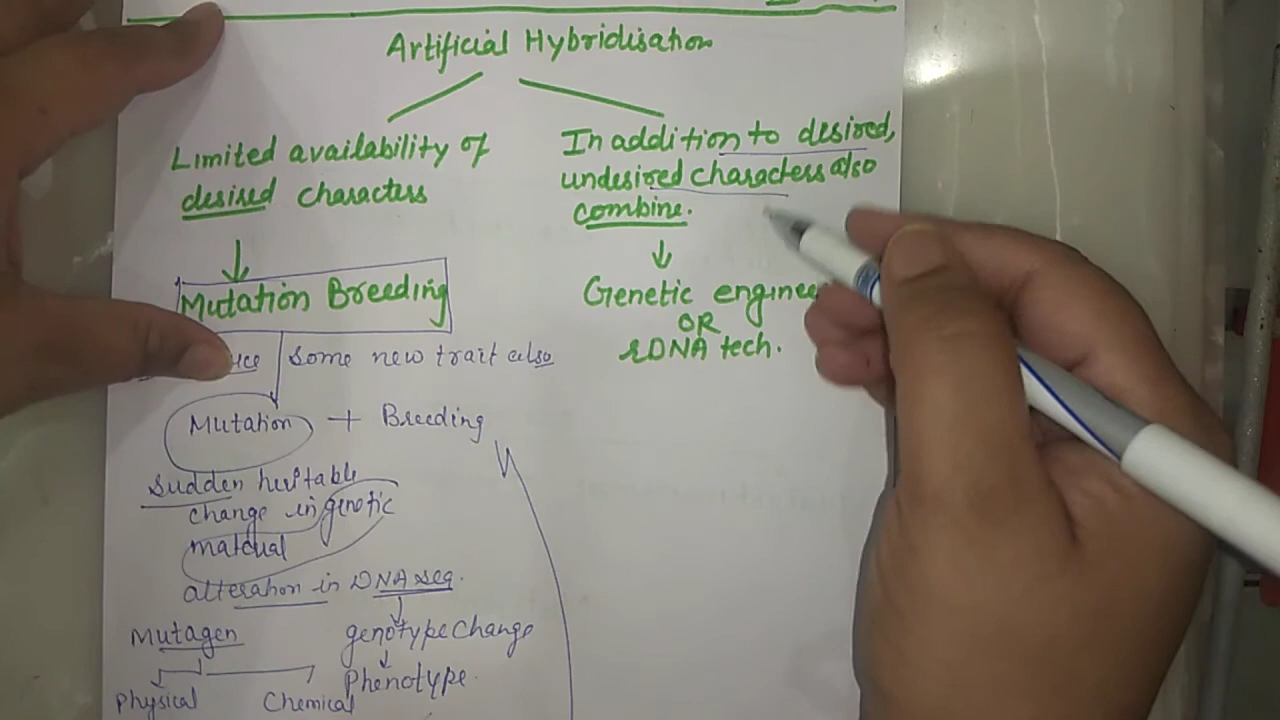 Artificial Hybridisation
Limited availability of
desired characters
Mutation Breeding
some new trait also
Mutation + Breeding
Sudden heritable
change in genetic
material
alteration in DNA seq.
Mutagen
Physical
Chemical
genotype change
Phenotype.
In addition to desired,
undesired characters also
combine.
Genetic
OR
rDNA tech.